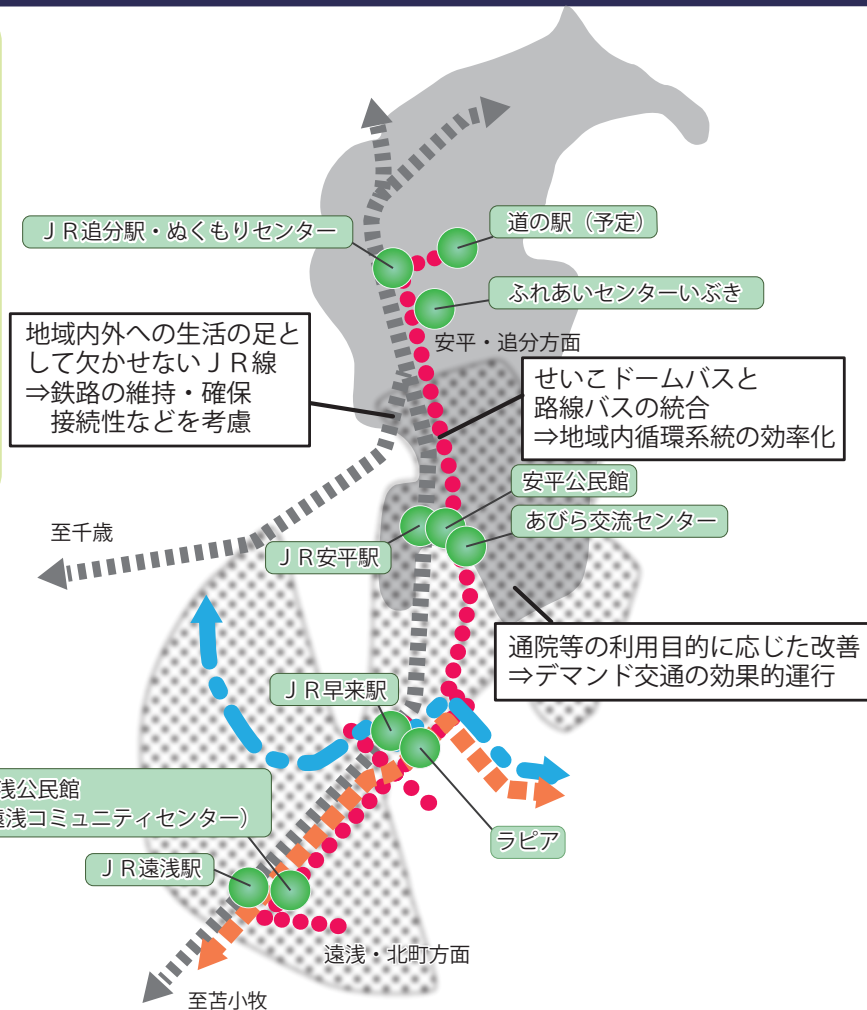 ＪＲ追分駅・ぬくもりセンター
道の駅（予定）
ふれあいセンターいぶき
地域内外への生活の足と
して欠かせないＪＲ線
⇒鉄路の維持・確保
接続性などを考慮
安平・追分方面
せいこドームバスと
路線バスの統合
⇒地域内循環系統の効率化
安平公民館
あびら交流センター
至千歳
ＪＲ安平駅
通院等の利用目的に応じた改善
⇒デマンド交通の効果的運行
ＪＲ早来駅
浅公民館
浅コミュニティセンター）
ラピア
ＪＲ遠浅駅
遠浅・北町方面
至苫小牧